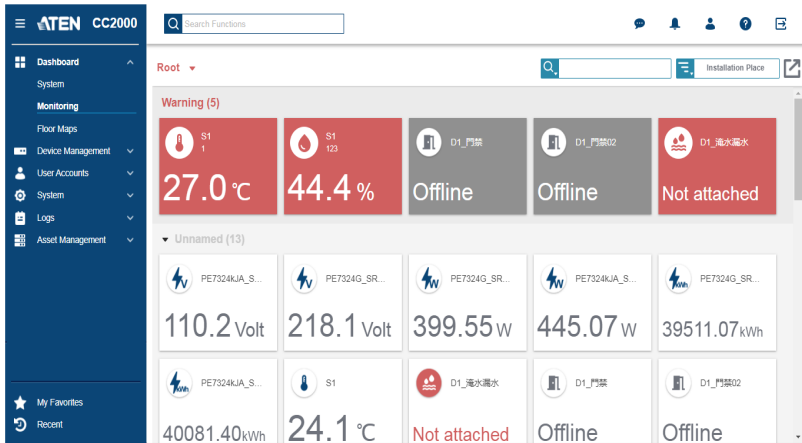 ATEN CC2000
Search Functions
Dashboard
System
Monitoring
Floor Maps
Device Management
User Accounts
System
Logs
Asset Management
My Favorites
Recent
Root
Installation Place
Warning (5)
S1
1
27.0 ℃
S1
123
44.4 %
D1_門禁
Offline
D1_門禁02
Offline
D1_淹水漏水
Not attached
Unnamed (13)
V
PE7324kJA_S...
110.2 Volt
V
PE7324G_SR...
218.1 Volt
W
PE7324G_SR...
399.55 W
W
PE7324kJA_S...
445.07 W
kWh
PE7324G_SR...
39511.07 kWh
kWh
PE7324kJA_S...
40081.40 kWh
S1
24.1 ℃
D1_淹水漏水
Not attached
D1_門禁
Offline
D1_門禁02
Offline